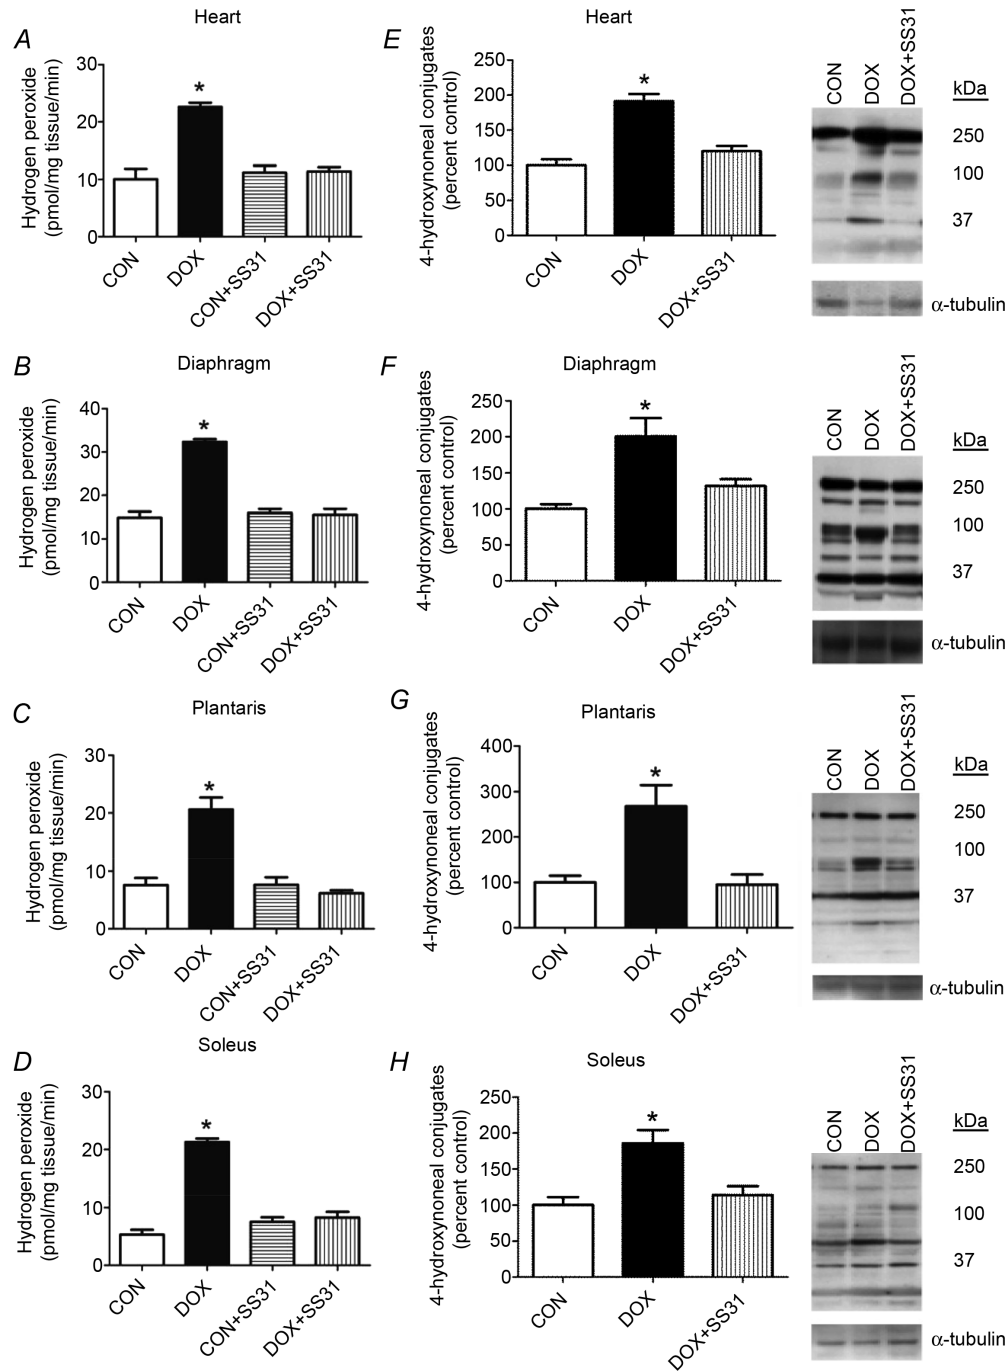 A
Heart
Hydrogen peroxide
(pmol/mg tissue/min)
30
20
10
0
*
CON
DOX
CON+SS31
DOX+SS31
E
Heart
4-hydroxynoneal conjugates
(percent control)
250
200
150
100
50
0
*
CON
DOX
DOX+SS31
CON
DOX
DOX+SS31
kDa
250
100
37
α-tubulin
B
Diaphragm
Hydrogen peroxide
(pmol/mg tissue/min)
40
30
20
10
0
*
CON
DOX
CON+SS31
DOX+SS31
F
Diaphragm
4-hydroxynoneal conjugates
(percent control)
250
200
150
100
50
0
*
CON
DOX
DOX+SS31
CON
DOX
DOX+SS31
kDa
250
100
37
α-tubulin
C
Plantaris
Hydrogen peroxide
(pmol/mg tissue/min)
30
20
10
0
*
CON
DOX
CON+SS31
DOX+SS31
G
Plantaris
4-hydroxynoneal conjugates
(percent control)
400
300
200
100
0
*
CON
DOX
DOX+SS31
CON
DOX
DOX+SS31
kDa
250
100
37
α-tubulin
D
Soleus
Hydrogen peroxide
(pmol/mg tissue/min)
30
20
10
0
*
CON
DOX
CON+SS31
DOX+SS31
H
Soleus
4-hydroxynoneal conjugates
(percent control)
250
200
150
100
50
0
*
CON
DOX
DOX+SS31
CON
DOX
DOX+SS31
kDa
250
100
37
α-tubulin